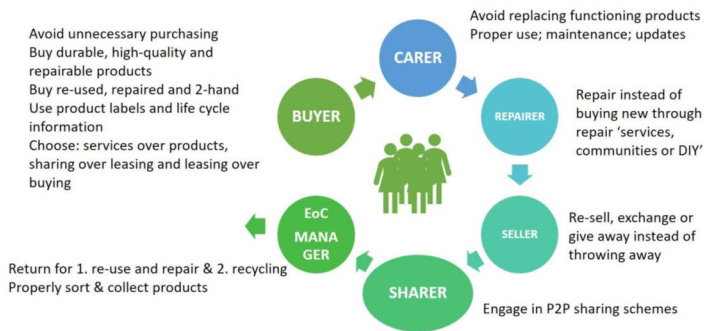 Avoid unnecessary purchasing
Buy durable, high-quality and
repairable products
Buy re-used, repaired and 2-hand
Use product labels and life cycle
information
Choose: services over products,
sharing over leasing and leasing over
buying
BUYER
CARER
Avoid replacing functioning products
Proper use; maintenance; updates
REPAIRER
Repair instead of
buying new through
repair ‘services,
communities or DIY’
SELLER
Re-sell, exchange or
give away instead of
throwing away
SHARER
Engage in P2P sharing schemes
EoC
MANA
GER
Return for 1. re-use and repair & 2. recycling
Properly sort & collect products